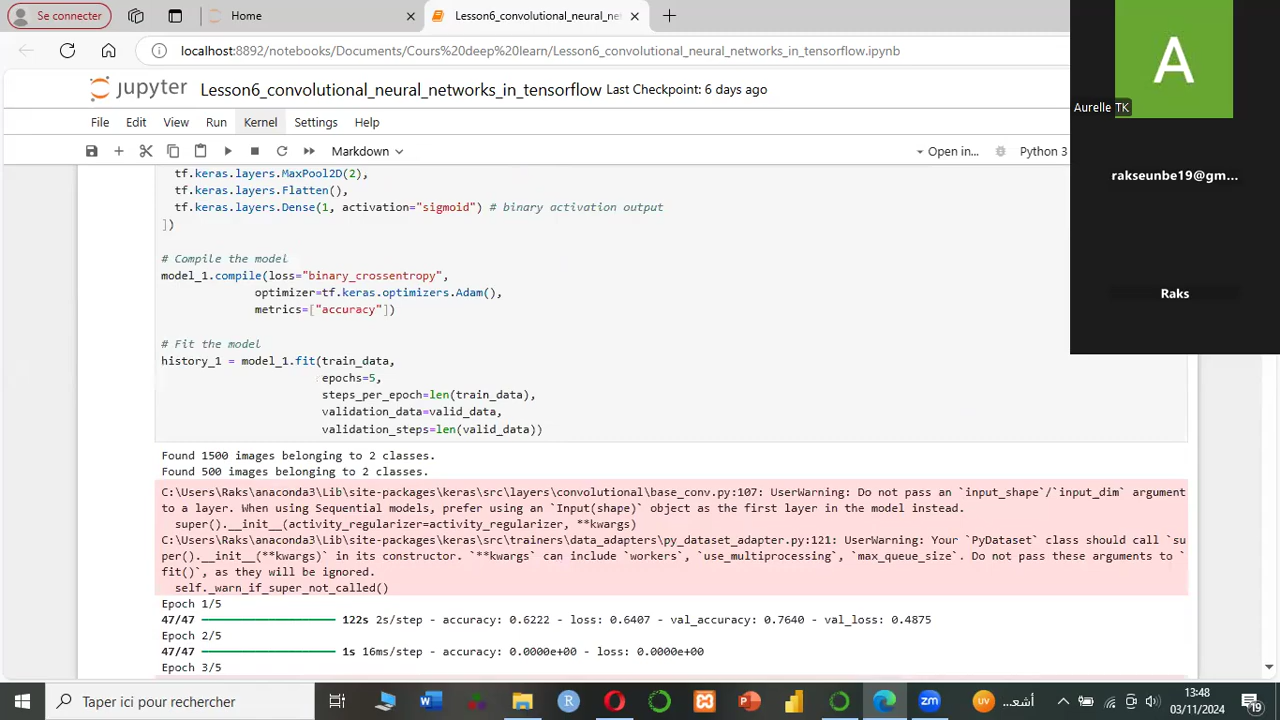 Se connecter
Home
Lesson6_convolutional_neural_ne
localhost:8892/notebooks/Documents/Cours%20deep%20learn/Lesson6_convolutional_neural_networks_in_tensorflow.ipynb
jupyter Lesson6_convolutional_neural_networks_in_tensorflow Last Checkpoint: 6 days ago
File Edit View Run Kernel Settings Help
Markdown
Open in...
Python 3
tf.keras.layers.MaxPool2D(2),
tf.keras.layers.Flatten(),
tf.keras.layers.Dense(1, activation="sigmoid") # binary activation output
])
# Compile the model
model_1.compile(loss="binary_crossentropy",
optimizer=tf.keras.optimizers.Adam(),
metrics=["accuracy"])
# Fit the model
history_1 = model_1.fit(train_data,
epochs=5,
steps_per_epoch=len(train_data),
validation_data=valid_data,
validation_steps=len(valid_data))
Found 1500 images belonging to 2 classes.
Found 500 images belonging to 2 classes.
C:\Users\Raks\anaconda3\Lib\site-packages\keras\src\layers\convolutional\base_conv.py:107: UserWarning: Do not pass an `input_shape`/`input_dim` argument
to a layer. When using Sequential models, prefer using an `Input(shape)` object as the first layer in the model instead.
super().__init__(activity_regularizer=activity_regularizer, **kwargs)
C:\Users\Raks\anaconda3\Lib\site-packages\keras\src\trainers\data_adapters\py_dataset_adapter.py:121: UserWarning: Your `PyDataset` class should call `su
per().__init__(**kwargs)` in its constructor. `**kwargs` can include `workers`, `use_multiprocessing`, `max_queue_size`. Do not pass these arguments to `
fit()`, as they will be ignored.
self._warn_if_super_not_called()
Epoch 1/5
47/47 122s 2s/step - accuracy: 0.6222 - loss: 0.6407 - val_accuracy: 0.7640 - val_loss: 0.4875
Epoch 2/5
47/47 1s 16ms/step - accuracy: 0.0000e+00 - loss: 0.0000e+00
Epoch 3/5
A
Aurelle TK
rakseunbe19@gm...
Raks
Taper ici pour rechercher
W
R
P
zm
UV
أشع...
13:48
03/11/2024
19